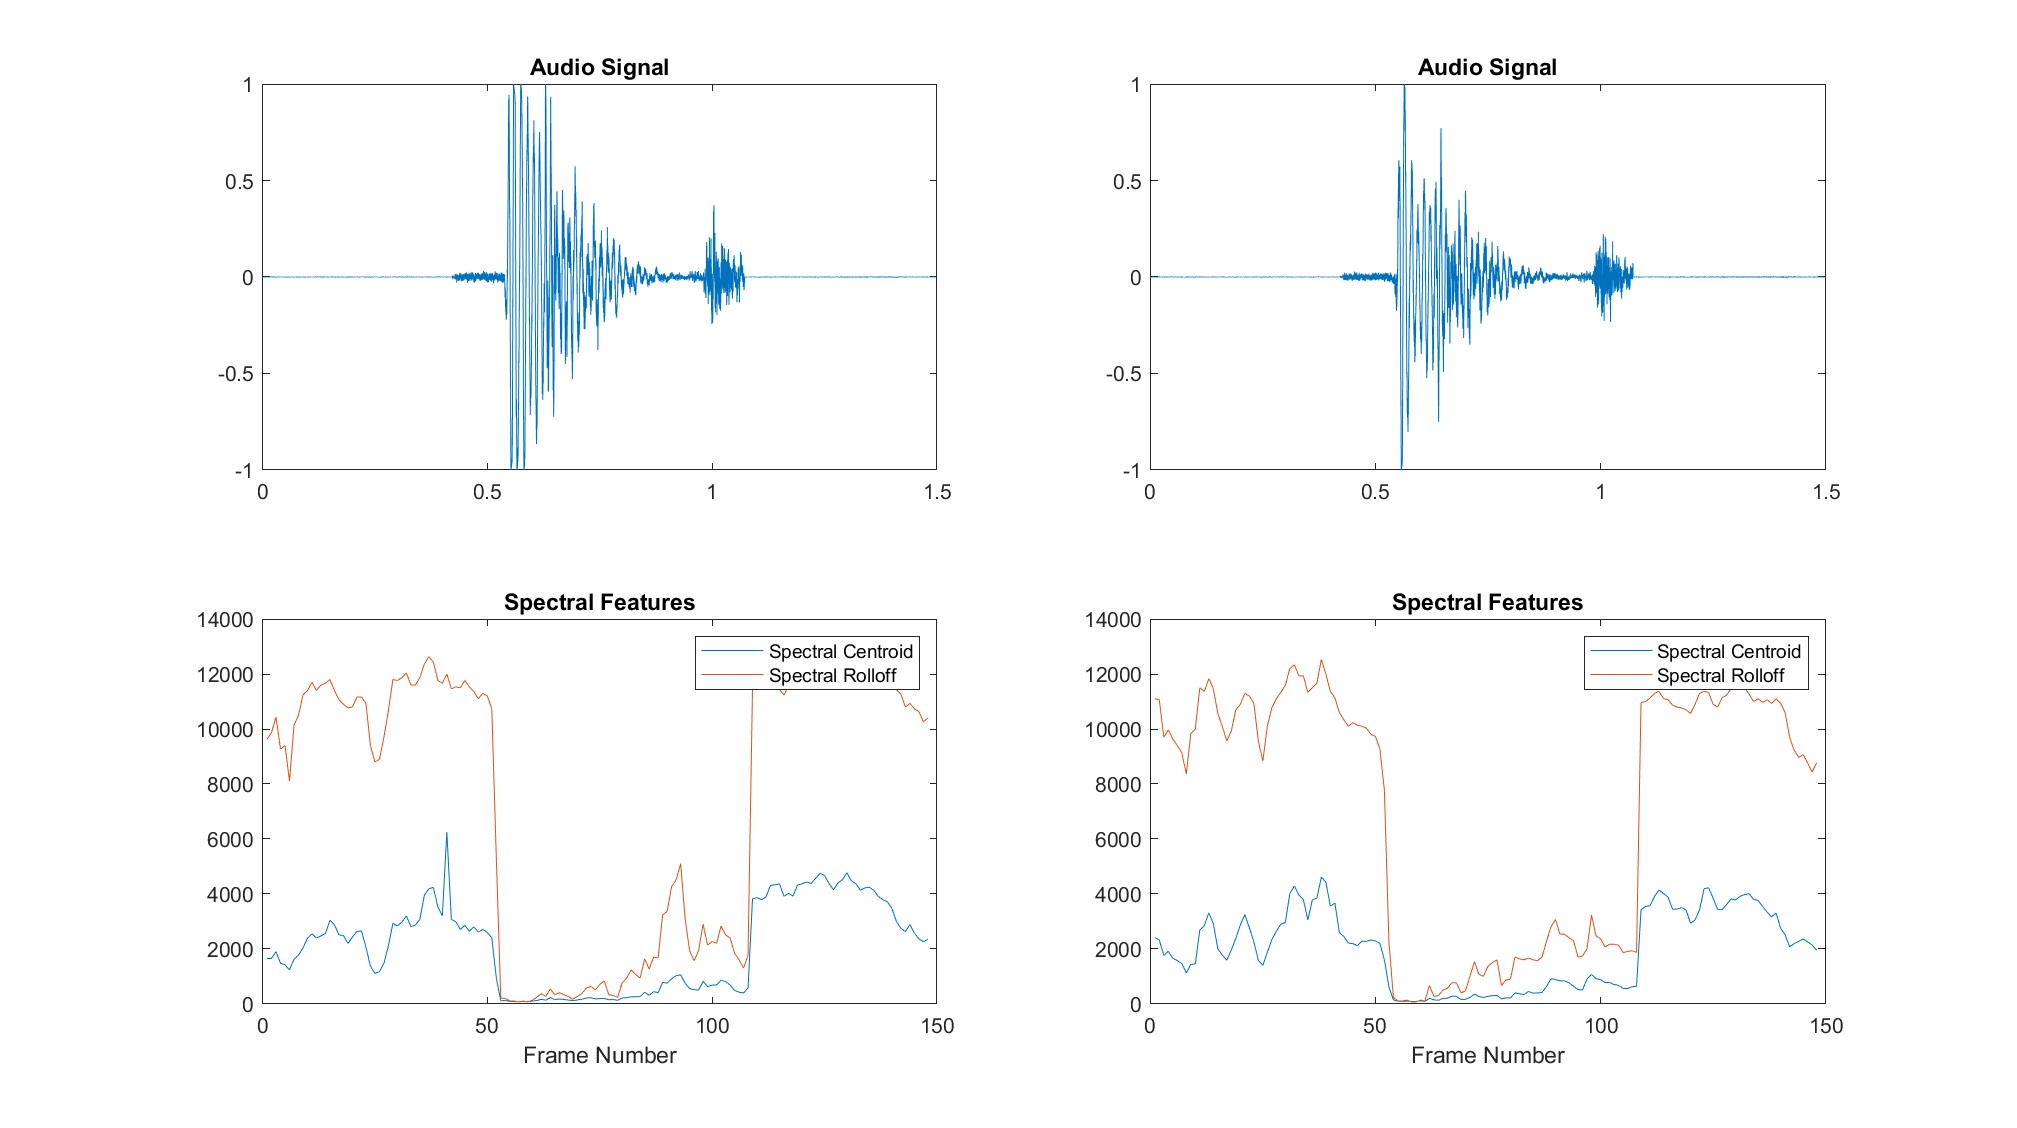 Audio Signal
1
0.5
0
-0.5
-1
0 0.5 1 1.5
Audio Signal
1
0.5
0
-0.5
-1
0 0.5 1 1.5
Spectral Features
14000
12000
10000
8000
6000
4000
2000
0
Spectral Centroid
Spectral Rolloff
0 50 100 150
Frame Number
Spectral Features
14000
12000
10000
8000
6000
4000
2000
0
Spectral Centroid
Spectral Rolloff
0 50 100 150
Frame Number